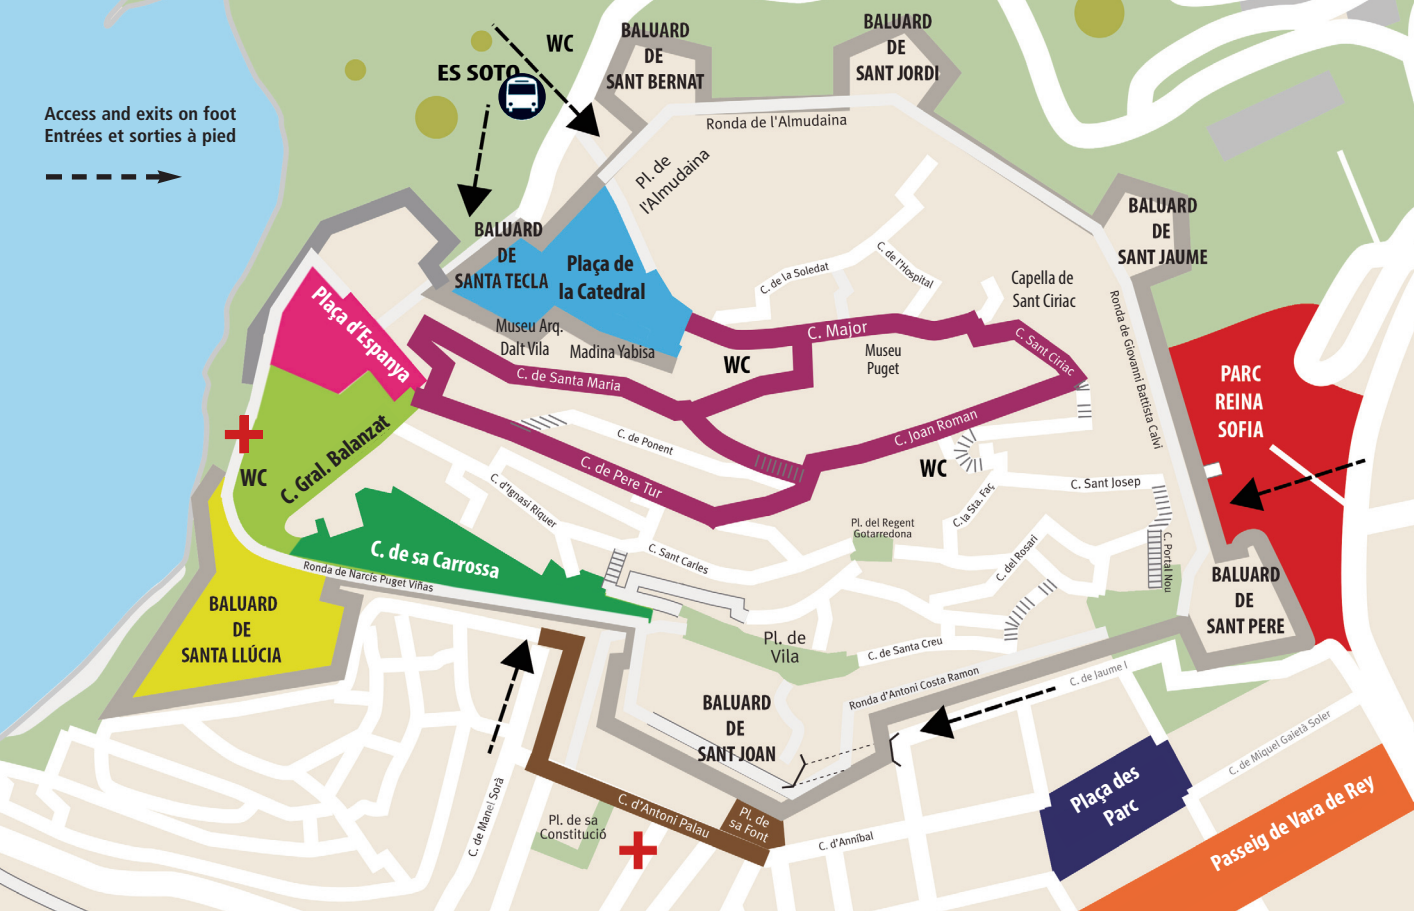 Access and exits on foot
Entrées et sorties à pied
WC
ES SOTO
BALUARD
DE
SANT BERNAT
BALUARD
DE
SANT JORDI
Ronda de l'Almudaina
Pl. de
l'Almudaina
BALUARD
DE
SANT JAUME
BALUARD
DE
SANTA TECLA
Plaça de
la Catedral
C. de la Soledat
C. de l'Hospital
Capella de
Sant Ciriac
Plaça d'Espanya
Museu Arq.
Dalt Vila
Madina Yabisa
C. Major
C. Sant Ciriac
Ronda de Giovanni Battista Calvi
WC
Museu
Puget
C. de Santa Maria
PARC
REINA
SOFIA
C. Gral. Balanzat
C. de Ponent
C. Joan Roman
WC
WC
C. de Pere Tur
C. d'Ignasi Riquer
C. la Sta. Faç
C. Sant Josep
Pl. del Regent
Gotarredona
C. Portal Nou
C. de sa Carrossa
C. Sant Carles
C. del Rosari
Ronda de Narcís Puget Viñas
BALUARD
DE
SANTA LLÚCIA
BALUARD
DE
SANT PERE
Pl. de
Vila
C. de Santa Creu
Ronda d'Antoni Costa Ramon
C. de Jaume I
BALUARD
DE
SANT JOAN
C. de Miquel Gaietà Soler
C. de Manel Sorà
Pl. de sa
Constitució
C. d'Antoni Palau
Pl. de
sa Font
C. d'Anníbal
Plaça des
Parc
Passeig de Vara de Rey